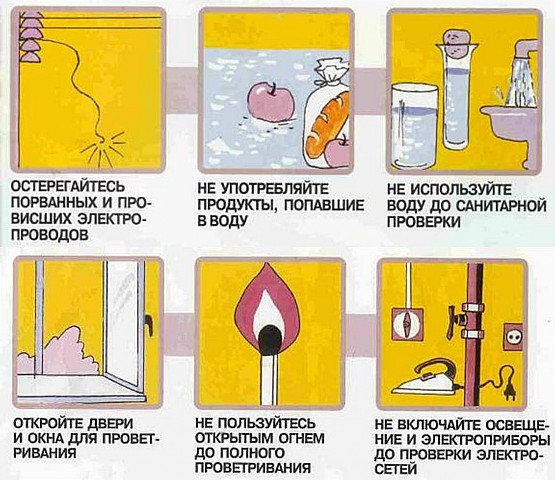 ОСТЕРЕГАЙТЕСЬ
ПОРВАННЫХ И ПРО-
ВИСШИХ ЭЛЕКТРО-
ПРОВОДОВ
НЕ УПОТРЕБЛЯЙТЕ
ПРОДУКТЫ, ПОПАВШИЕ
В ВОДУ
НЕ ИСПОЛЬЗУЙТЕ
ВОДУ ДО САНИТАРНОЙ
ПРОВЕРКИ
ОТКРОЙТЕ ДВЕРИ
И ОКНА ДЛЯ ПРОВЕТ-
РИВАНИЯ
НЕ ПОЛЬЗУЙТЕСЬ
ОТКРЫТЫМ ОГНЕМ
ДО ПОЛНОГО
ПРОВЕТРИВАНИЯ
НЕ ВКЛЮЧАЙТЕ ОСВЕЩЕ-
НИЕ И ЭЛЕКТРОПРИБОРЫ
ДО ПРОВЕРКИ ЭЛЕКТРО-
СЕТЕЙ